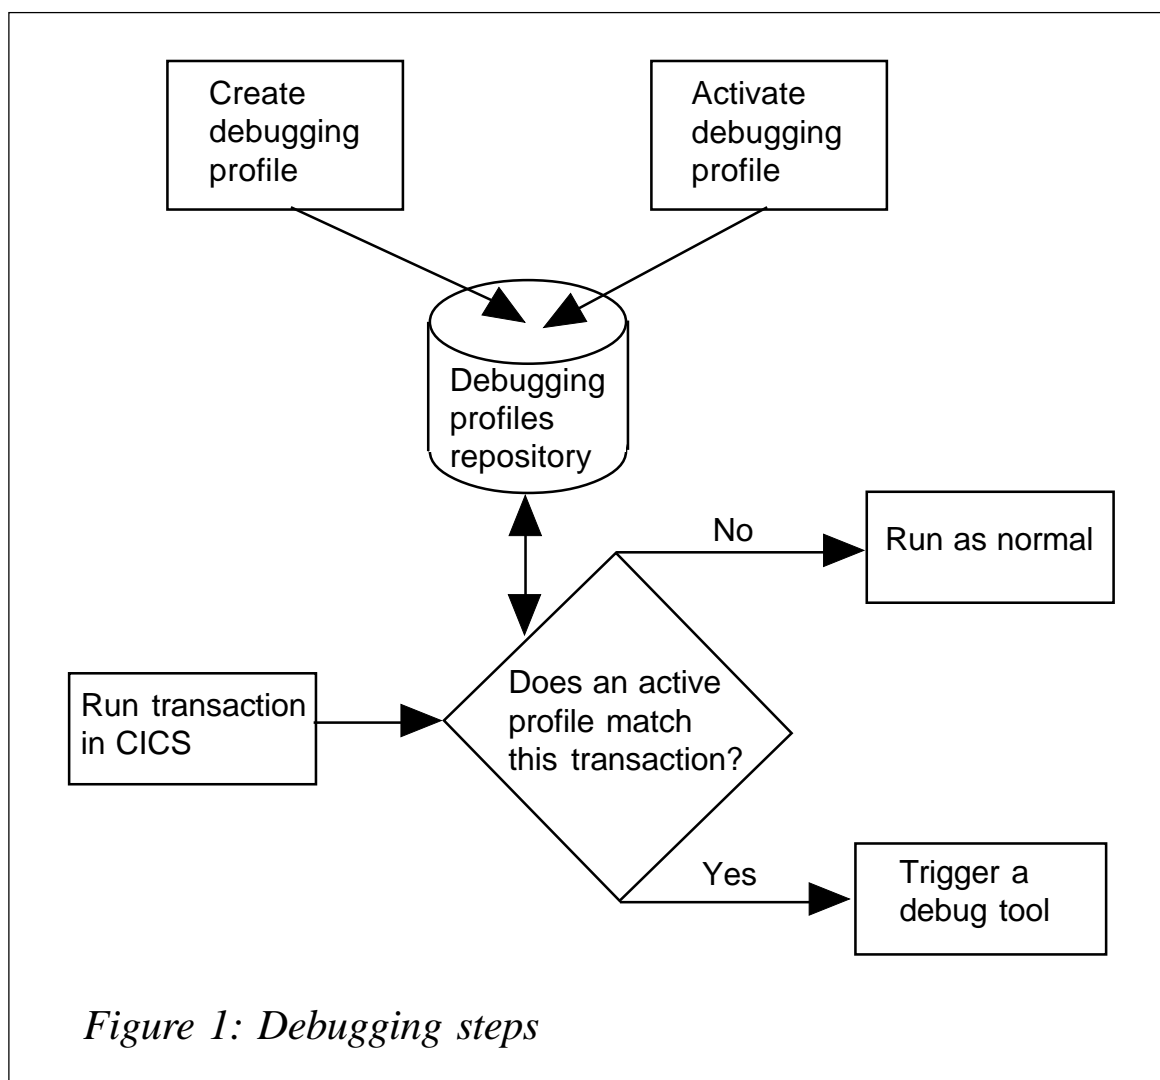 Create
debugging
profile
Activate
debugging
profile
Debugging
profiles
repository
No
Run as normal
Run transaction
in CICS
Does an active
profile match
this transaction?
Yes
Trigger a
debug tool
Figure 1: Debugging steps